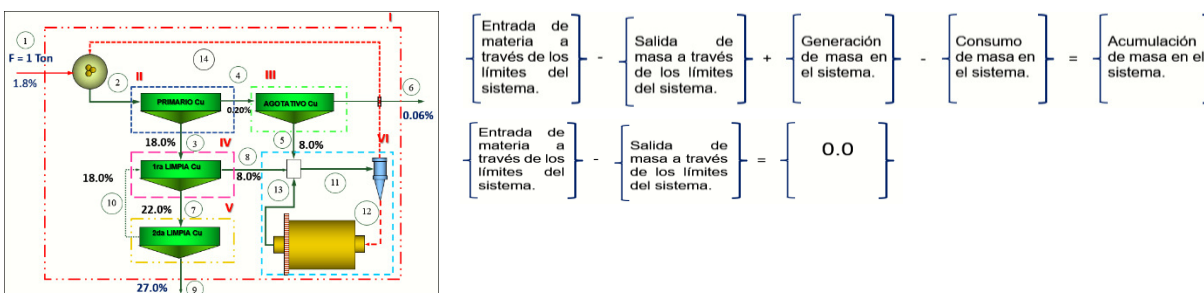 I
1
F = 1 Ton
1.8%
14
2
II
III
4
6
PRIMARIO Cu
0.20%
AGOTATIVO Cu
0.06%
18.0%
3
IV
5
8.0%
VI
8
1ra LIMPIA Cu
18.0%
8.0%
11
13
10
22.0%
7
V
12
2da LIMPIA Cu
27.0%
9
Entrada de
materia a
través de los
límites del
sistema.
-
Salida de
masa a través
de los límites
del sistema.
+
Generación
de masa en
el sistema.
-
Consumo
de masa en
el sistema.
=
Acumulación
de masa en el
sistema.
Entrada de
materia a
través de los
límites del
sistema.
-
Salida de
masa a través
de los límites
del sistema.
=
0.0